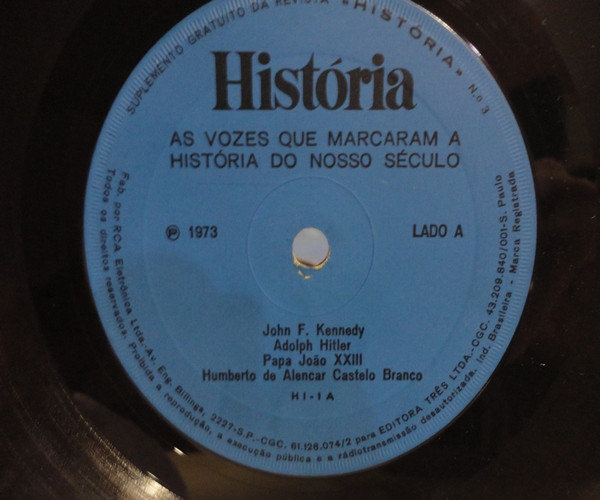 SUPLEMENTO GRATUITO DA REVISTA «HISTÓRIA» N.º 3
História
AS VOZES QUE MARCARAM A
HISTÓRIA DO NOSSO SÉCULO
℗ 1973
LADO A
John F. Kennedy
Adolph Hitler
Papa João XXIII
Humberto de Alencar Castelo Branco
HI-1A
Fab. por RCA Eletrônica Ltda.-Av. Eng. Billings, 2227-S.P.-CGC. 61.126.074/2 para EDITORA TRÊS LTDA.-CGC. 43.209.840/001-S. Paulo
Todos os direitos reservados. Proibida a reprodução, a execução pública e a rádiotransmissão desautorizada. Ind. Brasileira - Marca Registrada